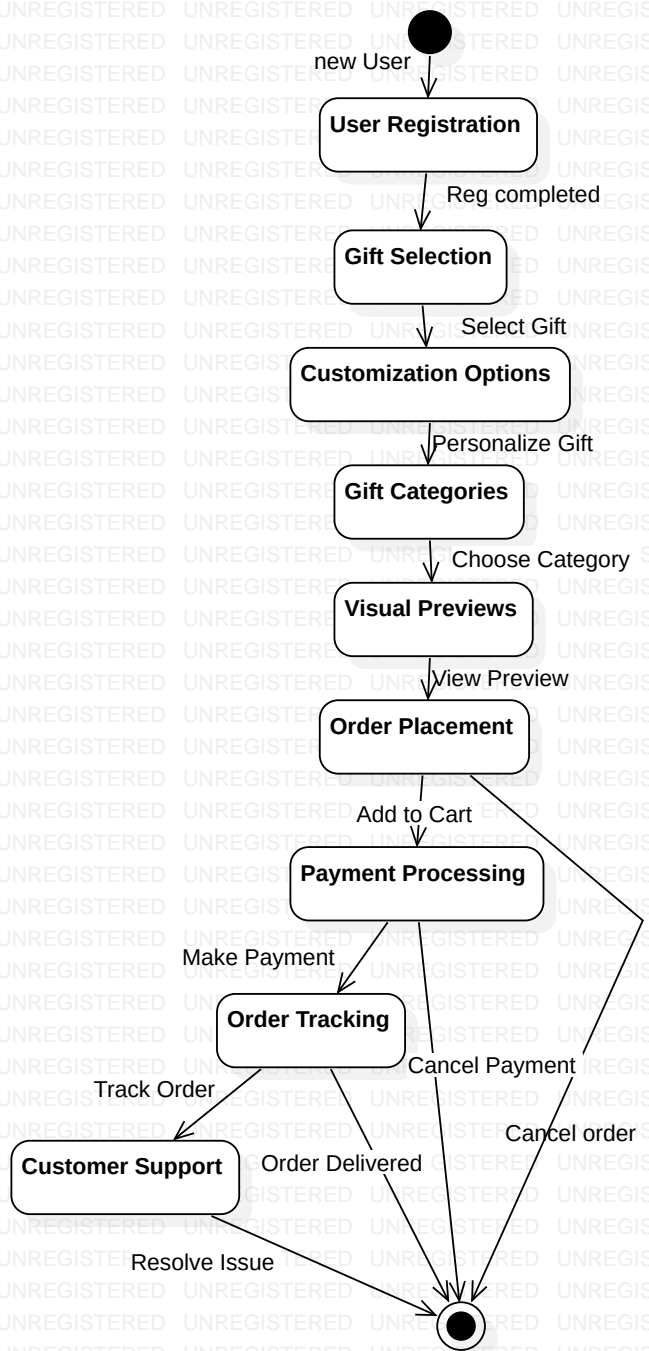 new User
User Registration
Reg completed
Gift Selection
Select Gift
Customization Options
Personalize Gift
Gift Categories
Choose Category
Visual Previews
View Preview
Order Placement
Add to Cart
Payment Processing
Make Payment
Order Tracking
Cancel Payment
Track Order
Cancel order
Customer Support
Order Delivered
Resolve Issue
UNREGISTERED